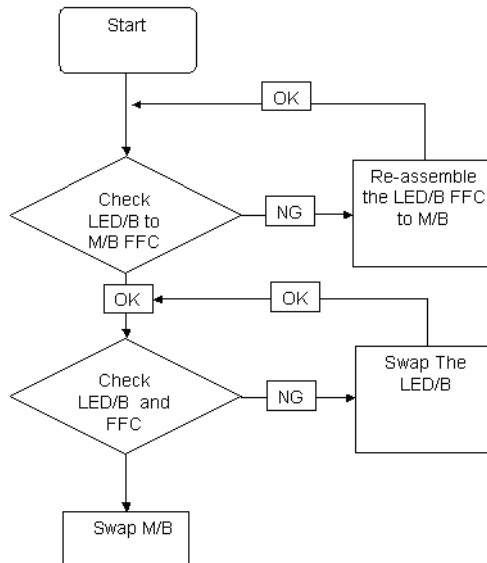 Start
OK
Check
LED/B to
M/B FFC
NG
Re-assemble
the LED/B FFC
to M/B
OK
OK
Check
LED/B and
FFC
NG
Swap The
LED/B
Swap M/B